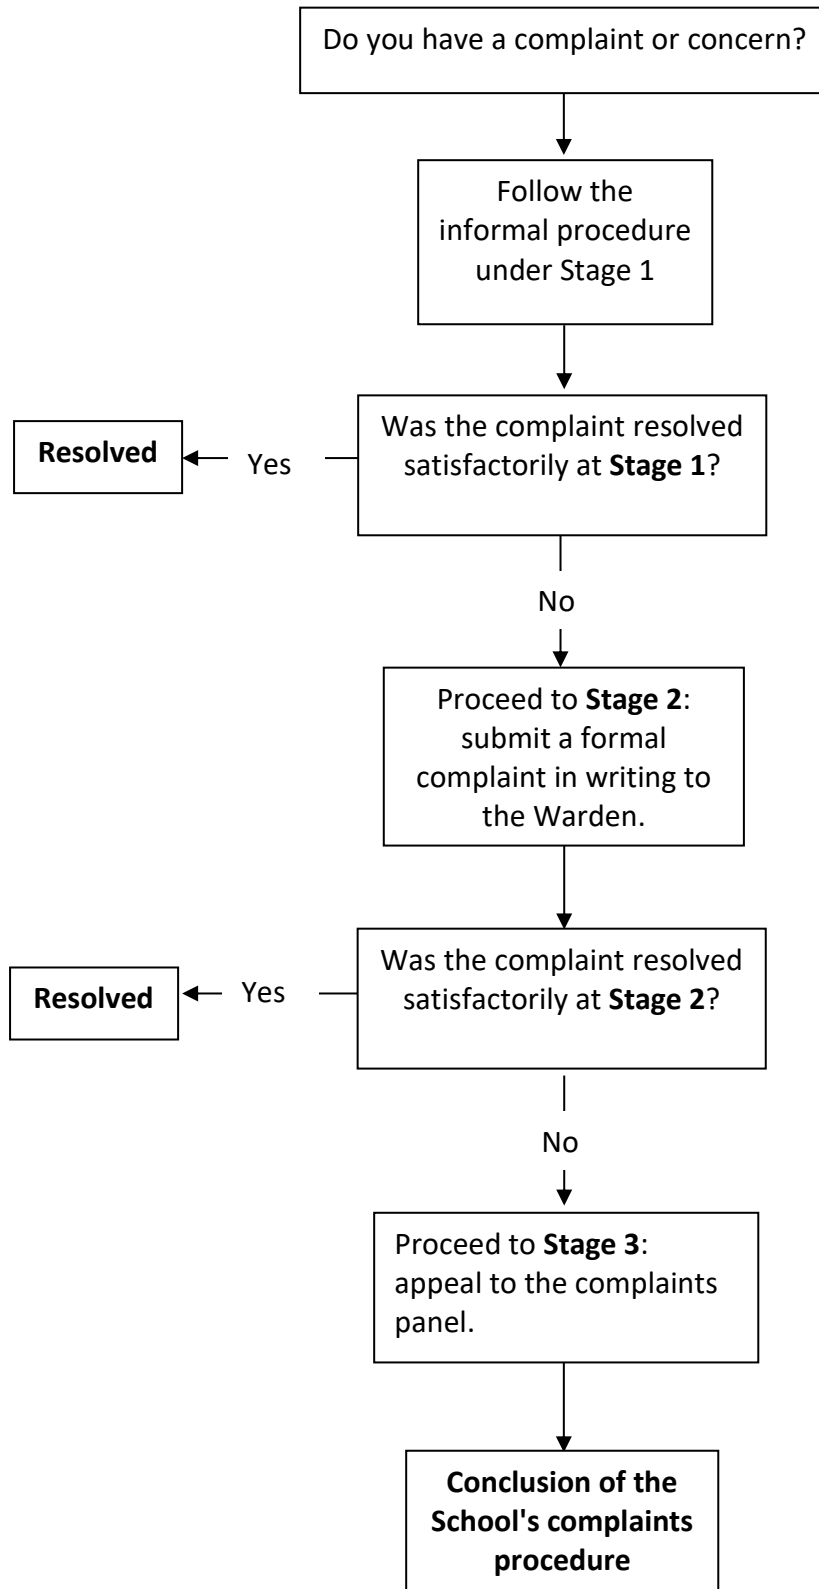 Do you have a complaint or concern?
Follow the
informal procedure
under Stage 1
Was the complaint resolved
satisfactorily at Stage 1?
Yes
Resolved
No
Proceed to Stage 2:
submit a formal
complaint in writing to
the Warden.
Was the complaint resolved
satisfactorily at Stage 2?
Yes
Resolved
No
Proceed to Stage 3:
appeal to the complaints
panel.
Conclusion of the
School's complaints
procedure